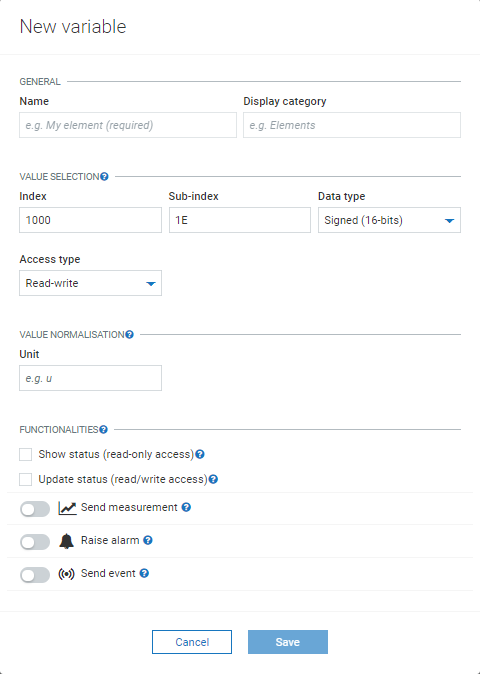 New variable
GENERAL
Name Display category
e.g. My element (required) e.g. Elements
VALUE SELECTION
Index Sub-index Data type
1000 1E Signed (16-bits)
Access type
Read-write
VALUE NORMALISATION
Unit
e.g. u
FUNCTIONALITIES
Show status (read-only access)
Update status (read/write access)
Send measurement
Raise alarm
Send event
Cancel Save